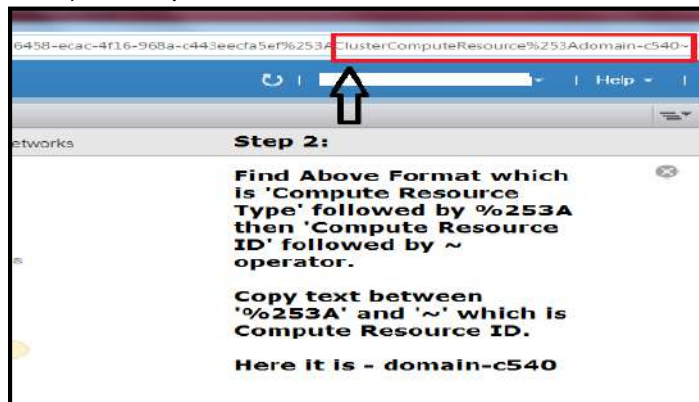 6458-ecac-4f16-968a-c443eecfa5ef%253AClusterComputeResource%253Adomain-c540~
Help
etworks
Step 2:
Find Above Format which
is 'Compute Resource
Type' followed by %253A
then 'Compute Resource
ID' followed by ~
operator.
s
Copy text between
'%253A' and '~' which is
Compute Resource ID.
Here it is - domain-c540